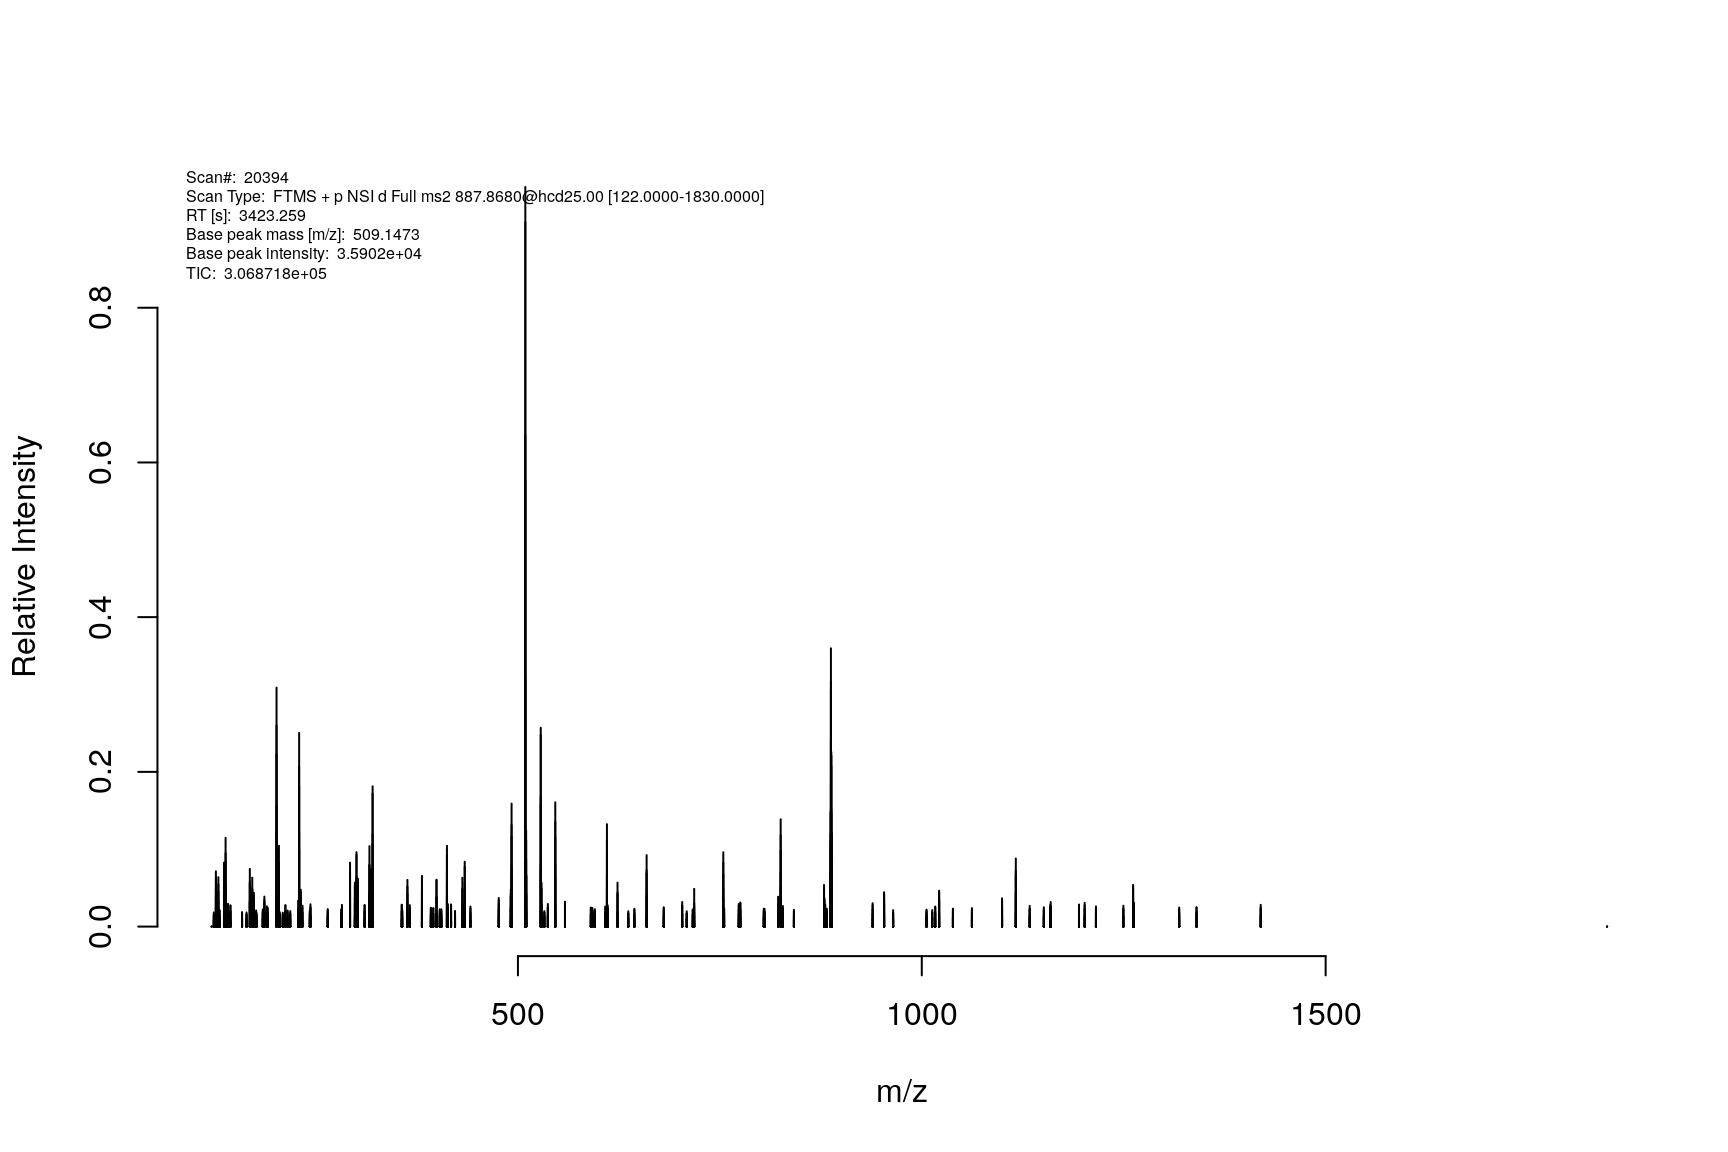 Scan#: 20394
Scan Type: FTMS + p NSI d Full ms2 887.8680@hcd25.00 [122.0000-1830.0000]
RT [s]: 3423.259
Base peak mass [m/z]: 509.1473
Base peak intensity: 3.5902e+04
TIC: 3.068718e+05
0.8
0.6
0.4
0.2
0.0
Relative Intensity
500 1000 1500
m/z